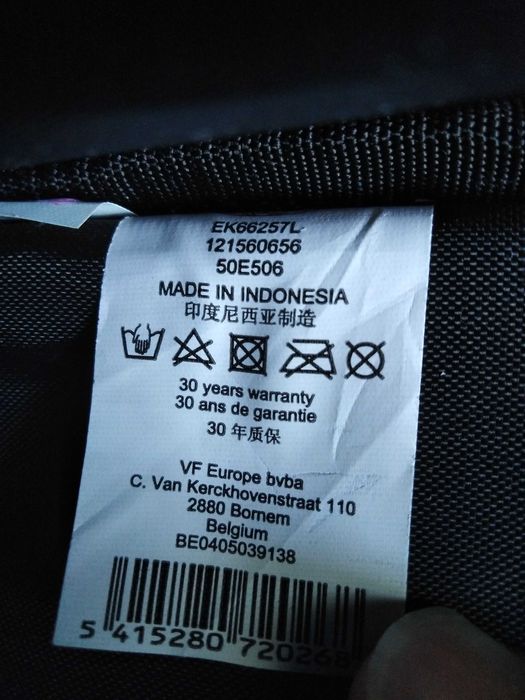 EK66257L
121560656
50E506
MADE IN INDONESIA
印度尼西亚制造
30 years warranty
30 ans de garantie
30 年质保
VF Europe bvba
C. Van Kerckhovenstraat 110
2880 Bornem
Belgium
BE0405039138
5 415280 720268